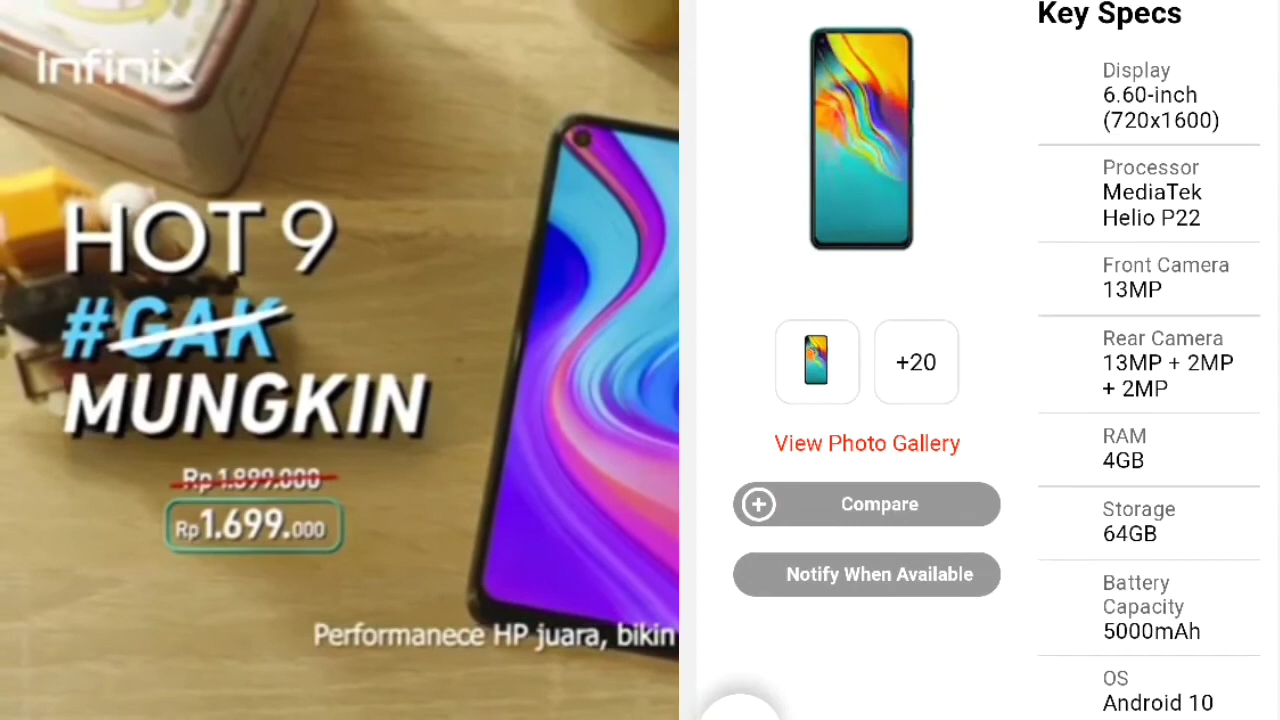 Infinix
HOT 9
#GAK
MUNGKIN
Rp 1.899.000
Rp1.699.000
Performanece HP juara, bikin
+20
View Photo Gallery
Compare
Notify When Available
Key Specs
Display
6.60-inch
(720x1600)
Processor
MediaTek
Helio P22
Front Camera
13MP
Rear Camera
13MP + 2MP
+ 2MP
RAM
4GB
Storage
64GB
Battery
Capacity
5000mAh
OS
Android 10